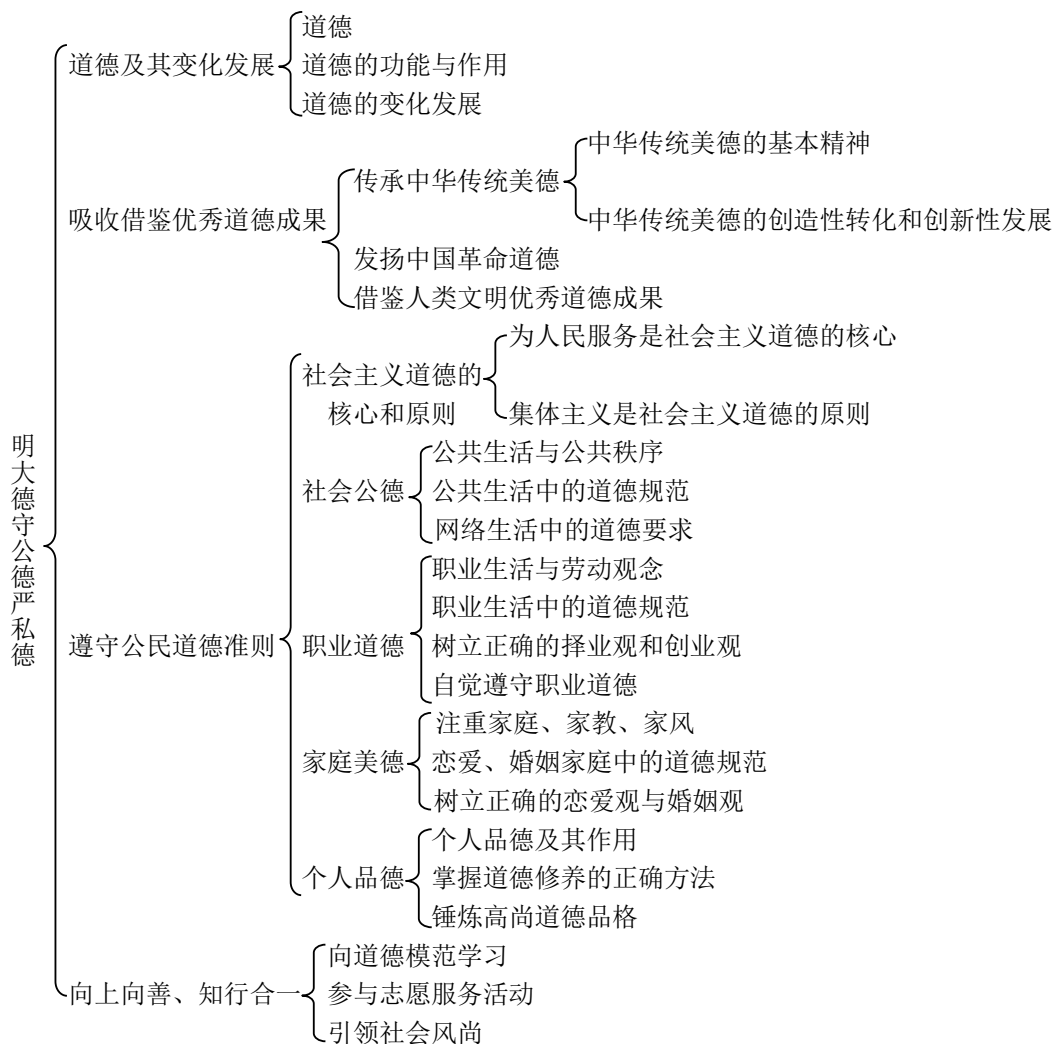 明大德守公德严私德
道德及其变化发展
道德
道德的功能与作用
道德的变化发展
吸收借鉴优秀道德成果
传承中华传统美德
中华传统美德的基本精神
中华传统美德的创造性转化和创新性发展
发扬中国革命道德
借鉴人类文明优秀道德成果
遵守公民道德准则
社会主义道德的
核心和原则
为人民服务是社会主义道德的核心
集体主义是社会主义道德的原则
社会公德
公共生活与公共秩序
公共生活中的道德规范
网络生活中的道德要求
职业道德
职业生活与劳动观念
职业生活中的道德规范
树立正确的择业观和创业观
自觉遵守职业道德
家庭美德
注重家庭、家教、家风
恋爱、婚姻家庭中的道德规范
树立正确的恋爱观与婚姻观
个人品德
个人品德及其作用
掌握道德修养的正确方法
锤炼高尚道德品格
向上向善、知行合一
向道德模范学习
参与志愿服务活动
引领社会风尚